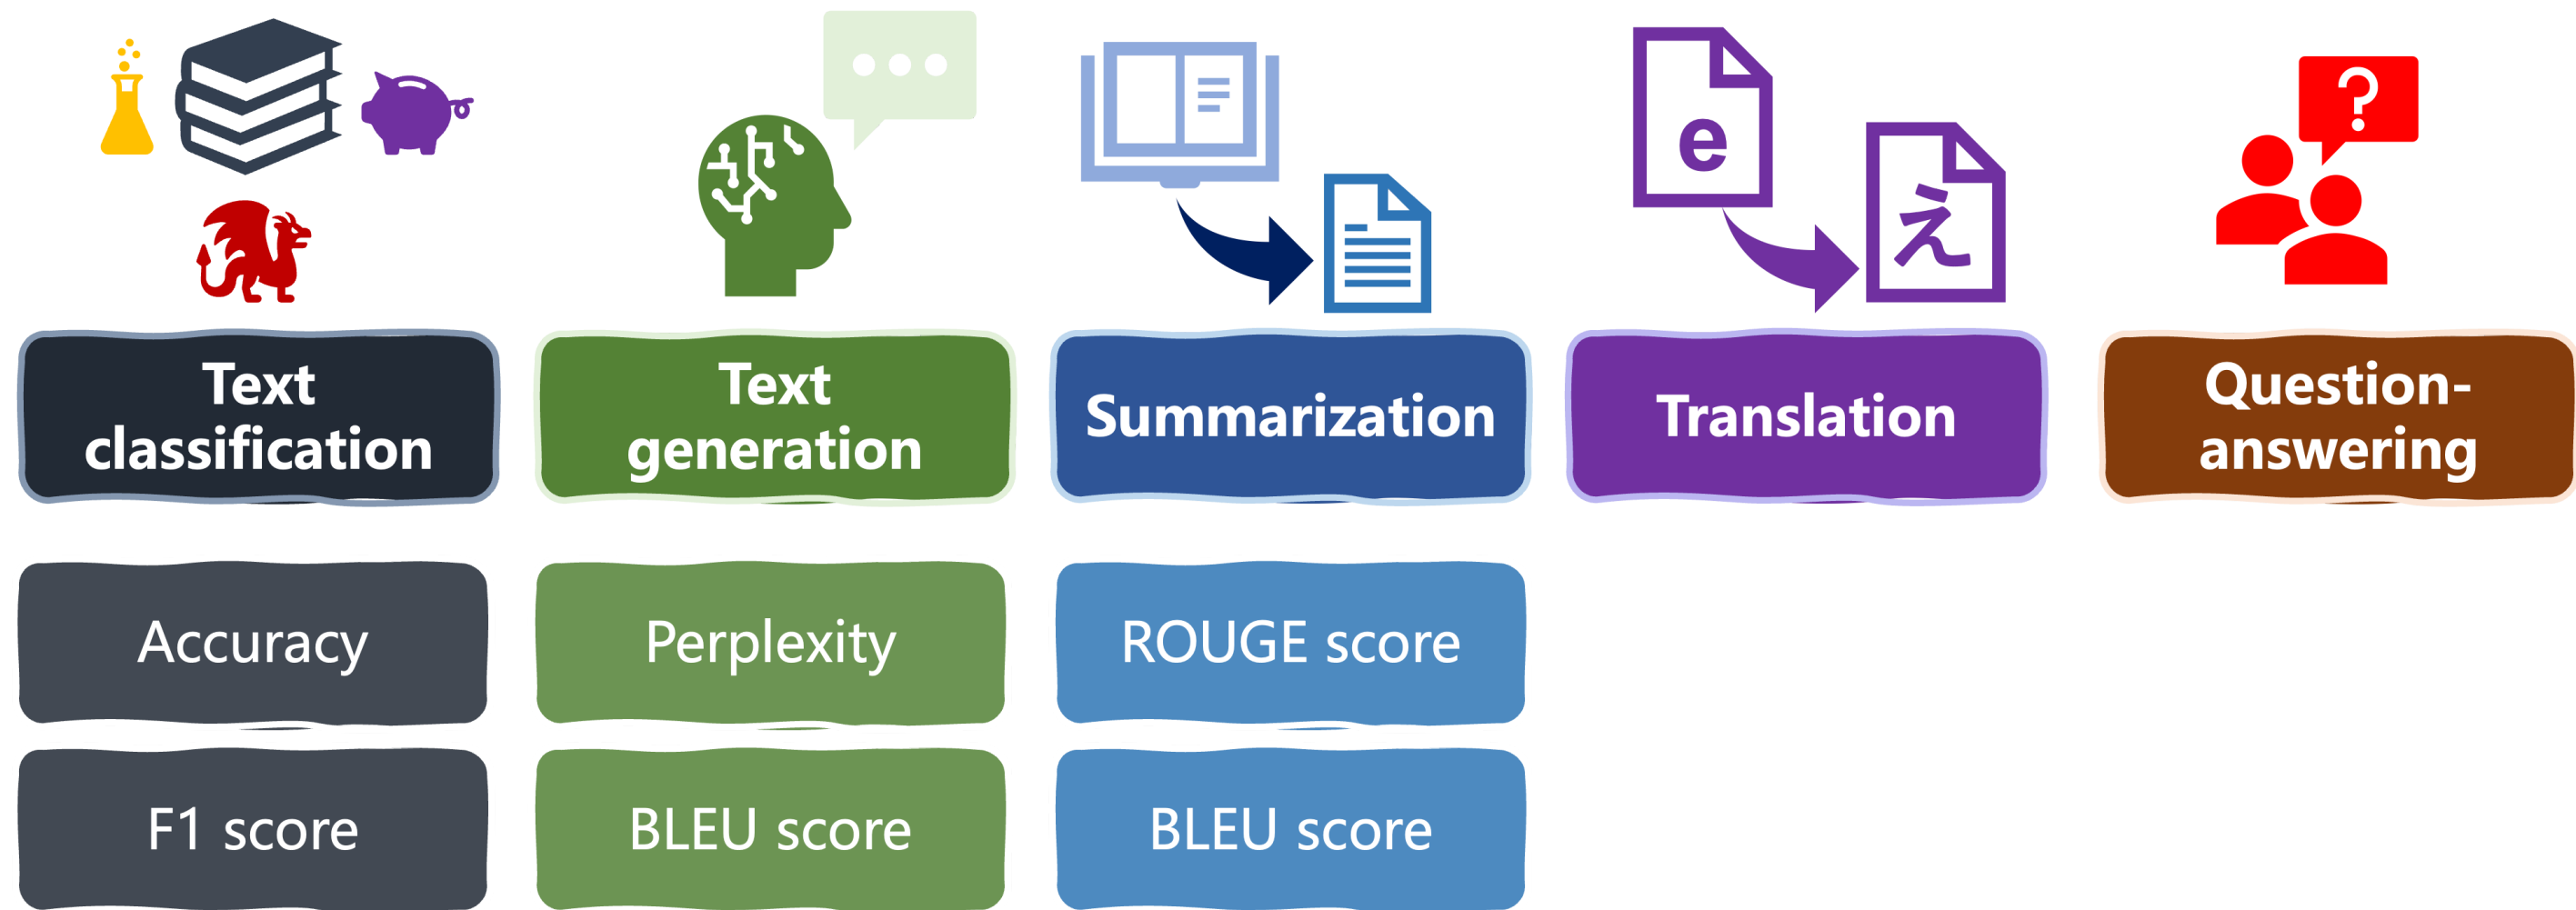 ?
e
え
Text
classification
Text
generation
Summarization
Translation
Question-
answering
Accuracy
Perplexity
ROUGE score
F1 score
BLEU score
BLEU score